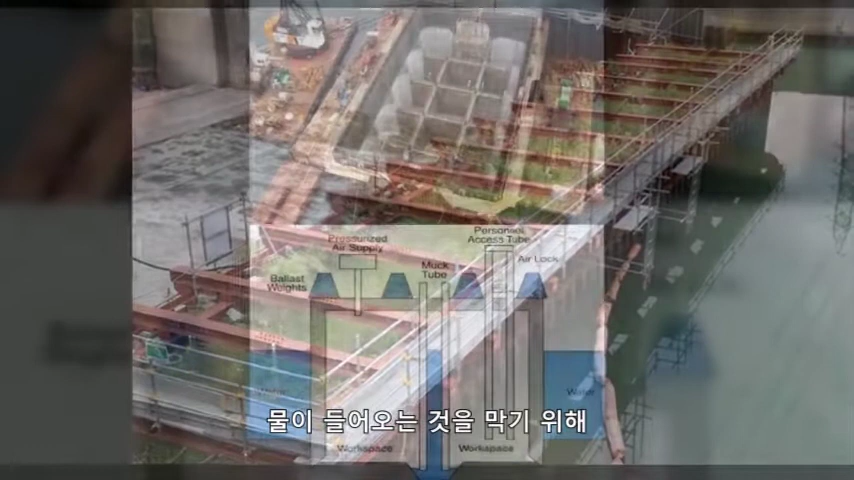 Pressurized
Air Supply
Personnel
Access Tube
Muck
Tube
Air Lock
Ballast
Weights
Water
물이 들어오는 것을 막기 위해
Workspace
Workspace